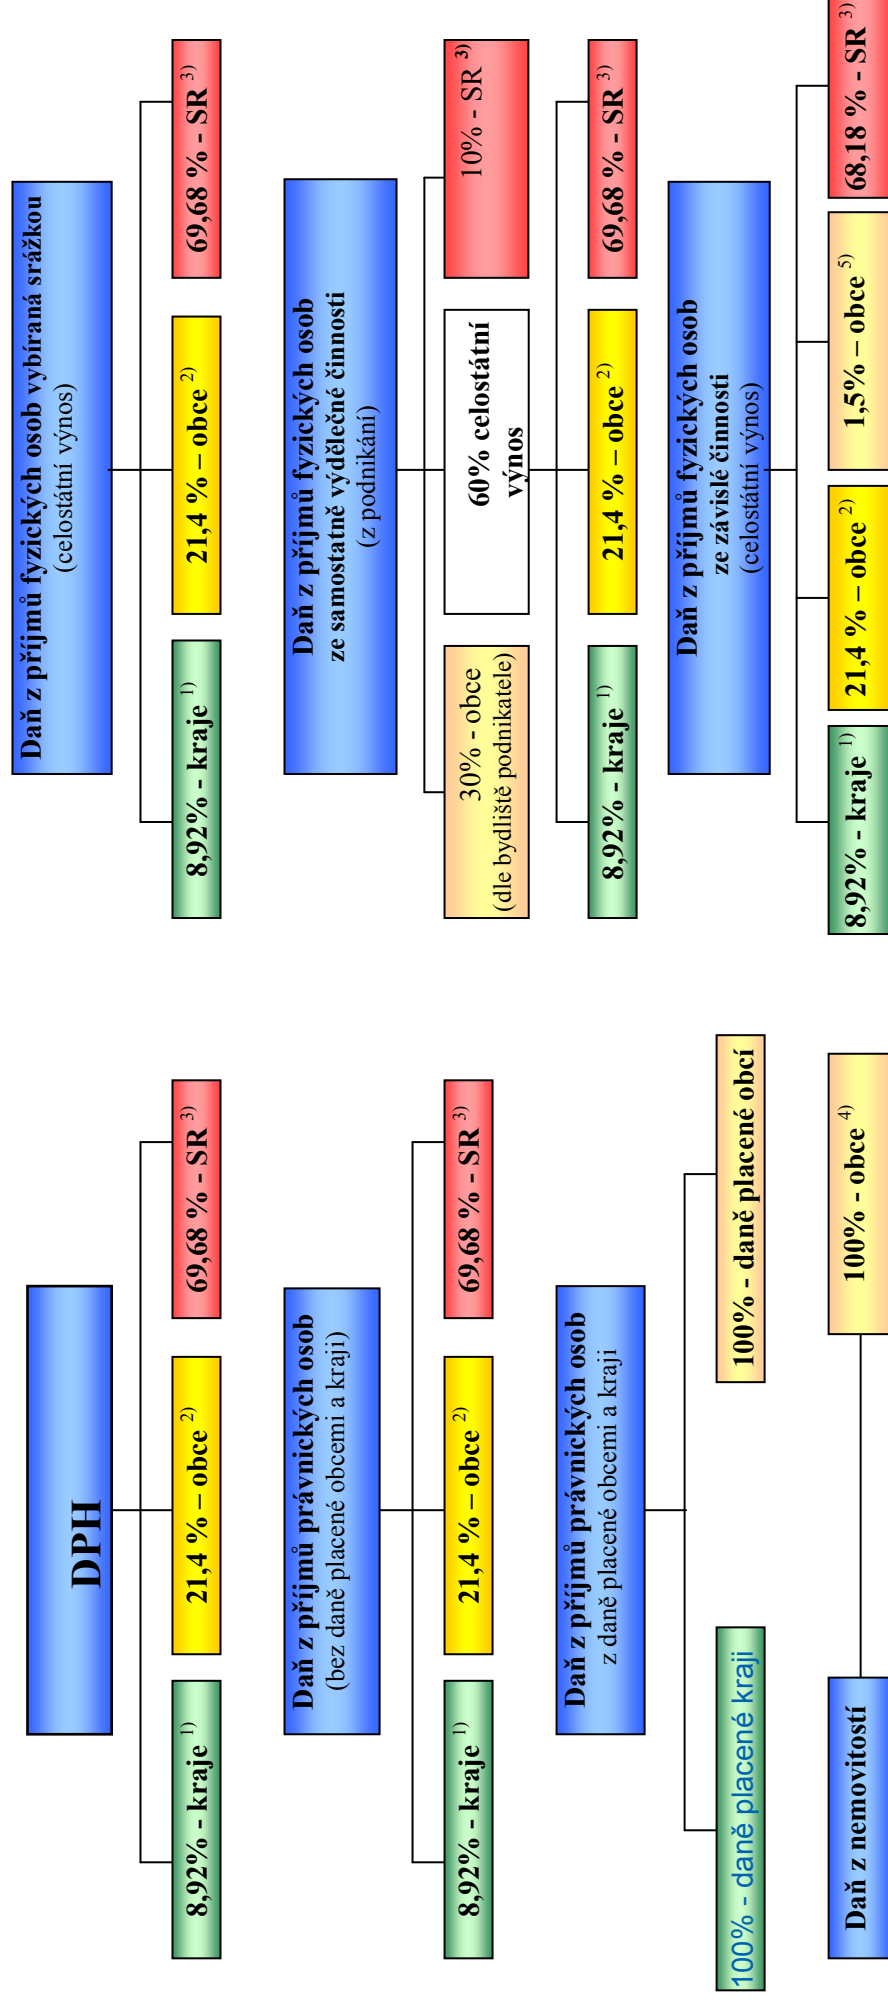 DPH
8,92% - kraje 1)
21,4 % – obce 2)
69,68 % - SR 3)
Daň z příjmů právnických osob
(bez daně placené obcemi a kraji)
8,92% - kraje 1)
21,4 % – obce 2)
69,68 % - SR 3)
Daň z příjmů právnických osob
z daně placené obcemi a kraji
100% - daně placené kraji
100% - daně placené obcí
Daň z nemovitostí
100% - obce 4)
Daň z příjmů fyzických osob vybíraná srážkou
(celostátní výnos)
8,92% - kraje 1)
21,4 % – obce 2)
69,68 % - SR 3)
Daň z příjmů fyzických osob
ze samostatně výdělečné činnosti
(z podnikání)
30% - obce
(dle bydliště podnikatele)
60% celostátní
výnos
10% - SR 3)
8,92% - kraje 1)
21,4 % – obce 2)
69,68 % - SR 3)
Daň z příjmů fyzických osob
ze závislé činnosti
(celostátní výnos)
8,92% - kraje 1)
21,4 % – obce 2)
1,5% – obce 5)
68,18 % - SR 3)